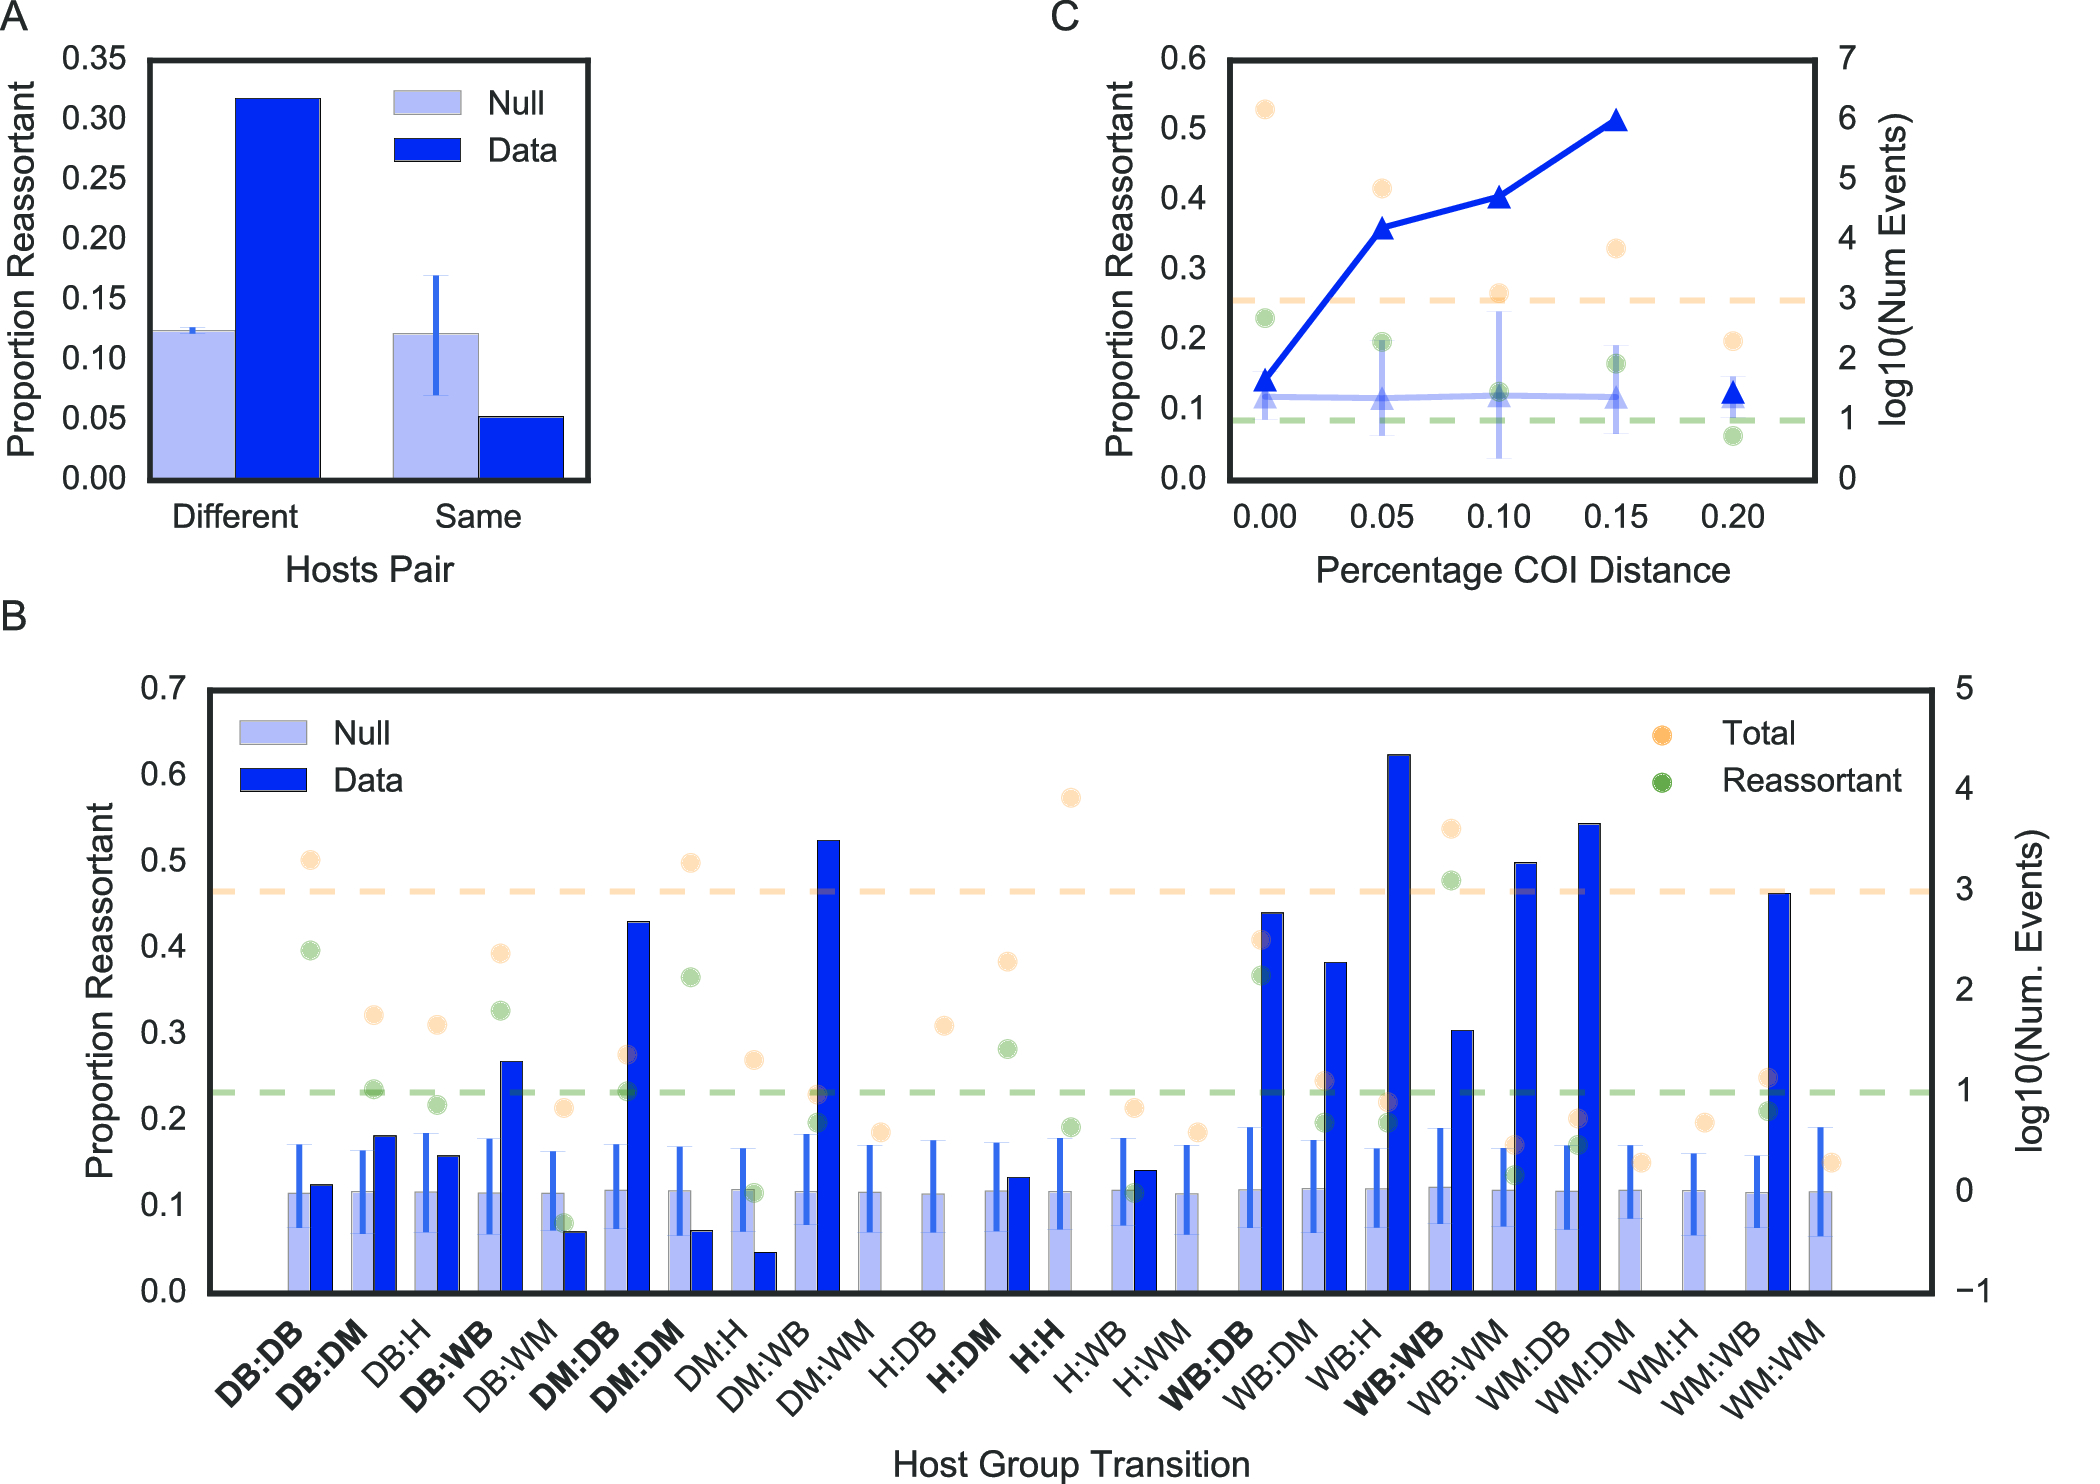 A
Proportion Reassortant
0.35
0.30
0.25
0.20
0.15
0.10
0.05
0.00
Null
Data
Different
Same
Hosts Pair
C
Proportion Reassortant
0.6
0.5
0.4
0.3
0.2
0.1
0.0
7
6
5
4
3
2
1
0
log10(Num Events)
0.00
0.05
0.10
0.15
0.20
Percentage COI Distance
B
Proportion Reassortant
0.7
0.6
0.5
0.4
0.3
0.2
0.1
0.0
Null
Data
Total
Reassortant
5
4
3
2
1
0
−1
log10(Num. Events)
DB:DB
DB:DM
DB:H
DB:WB
DB:WM
DM:DB
DM:DM
DM:H
DM:WB
DM:WM
H:DB
H:DM
H:H
H:WB
H:WM
WB:DB
WB:DM
WB:H
WB:WB
WB:WM
WM:DB
WM:DM
WM:H
WM:WB
WM:WM
Host Group Transition